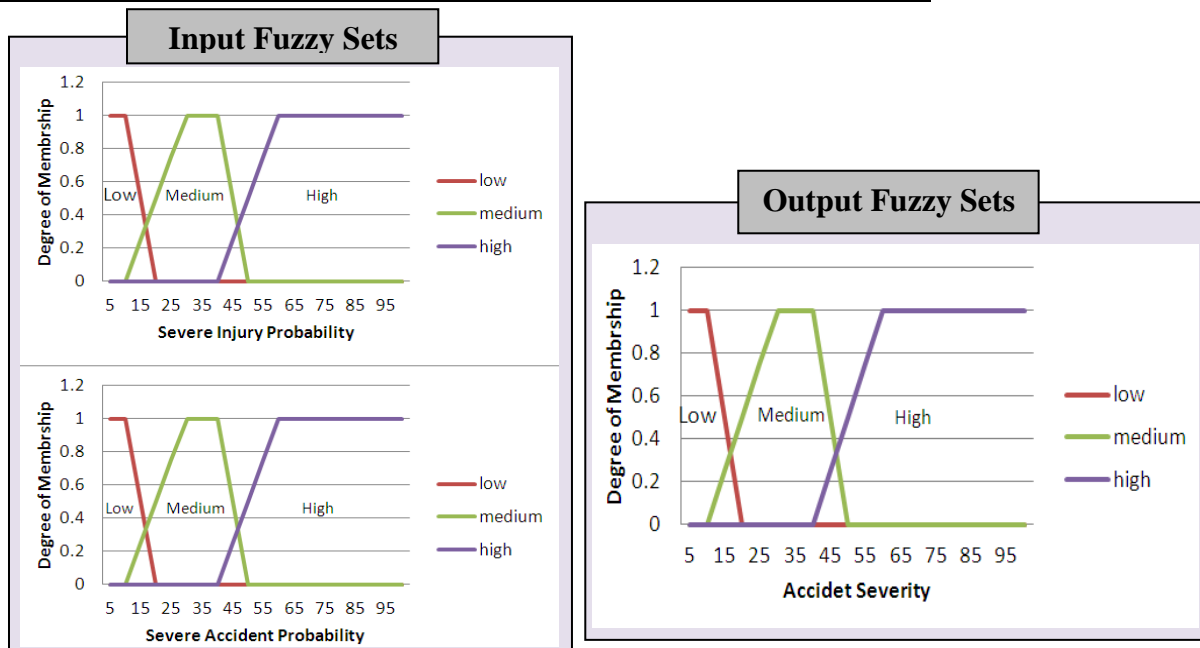 Input Fuzzy Sets
1.2
1
0.8
0.6
0.4
0.2
0
Degree of Membrship
Low
Medium
High
low
medium
high
5 15 25 35 45 55 65 75 85 95
Severe Injury Probability
1.2
1
0.8
0.6
0.4
0.2
0
Degree of Membrship
Low
Medium
High
low
medium
high
5 15 25 35 45 55 65 75 85 95
Severe Accident Probability
Output Fuzzy Sets
1.2
1
0.8
0.6
0.4
0.2
0
Degree of Membrship
Low
Medium
High
low
medium
high
5 15 25 35 45 55 65 75 85 95
Accidet Severity